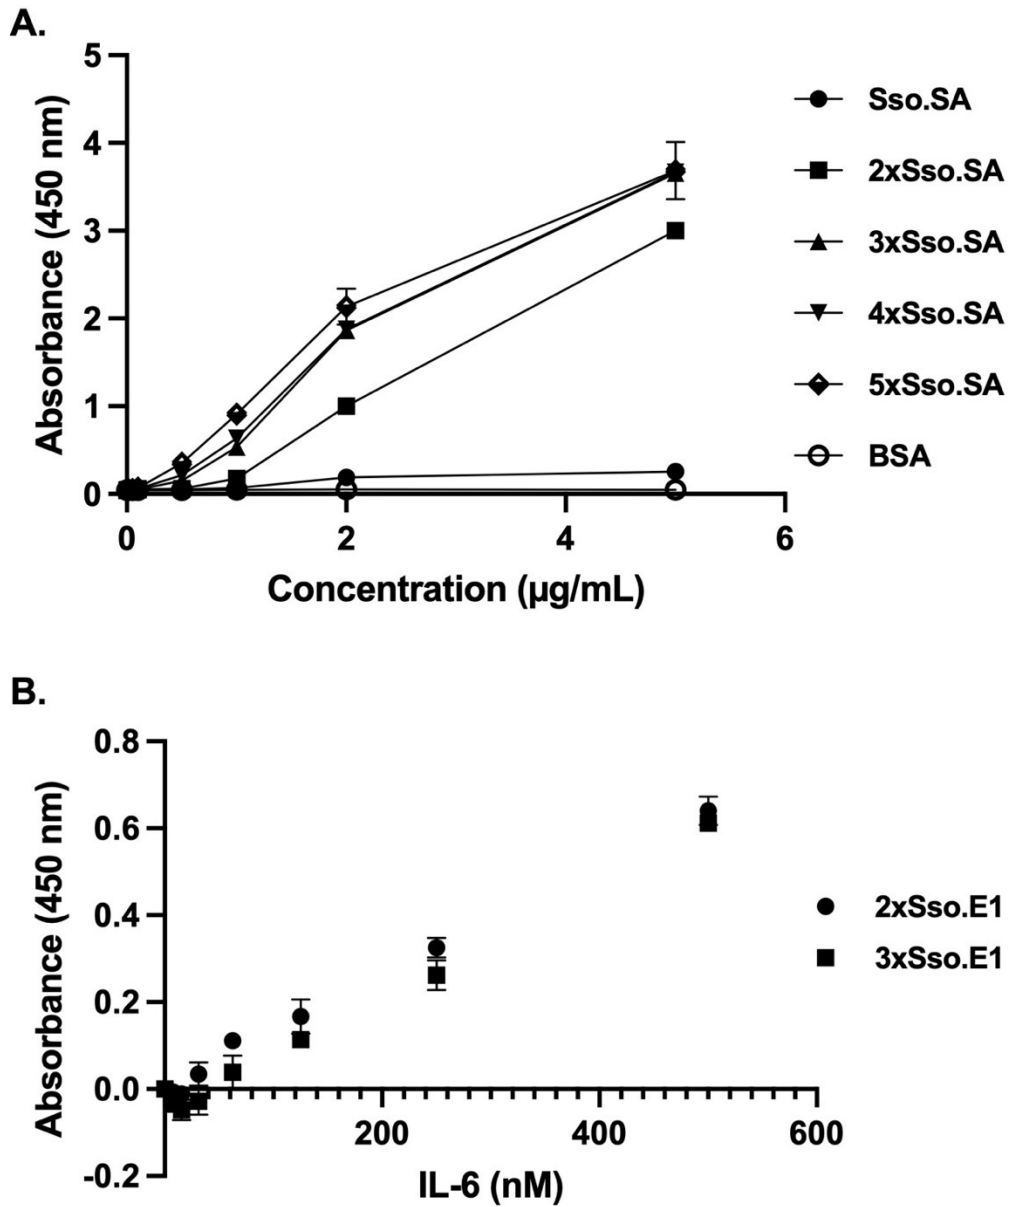 A.
5
4
3
2
1
0
Absorbance (450 nm)
0 2 4 6
Concentration (µg/mL)
Sso.SA
2xSso.SA
3xSso.SA
4xSso.SA
5xSso.SA
BSA
B.
0.8
0.6
0.4
0.2
0.0
-0.2
Absorbance (450 nm)
200 400 600
IL-6 (nM)
2xSso.E1
3xSso.E1